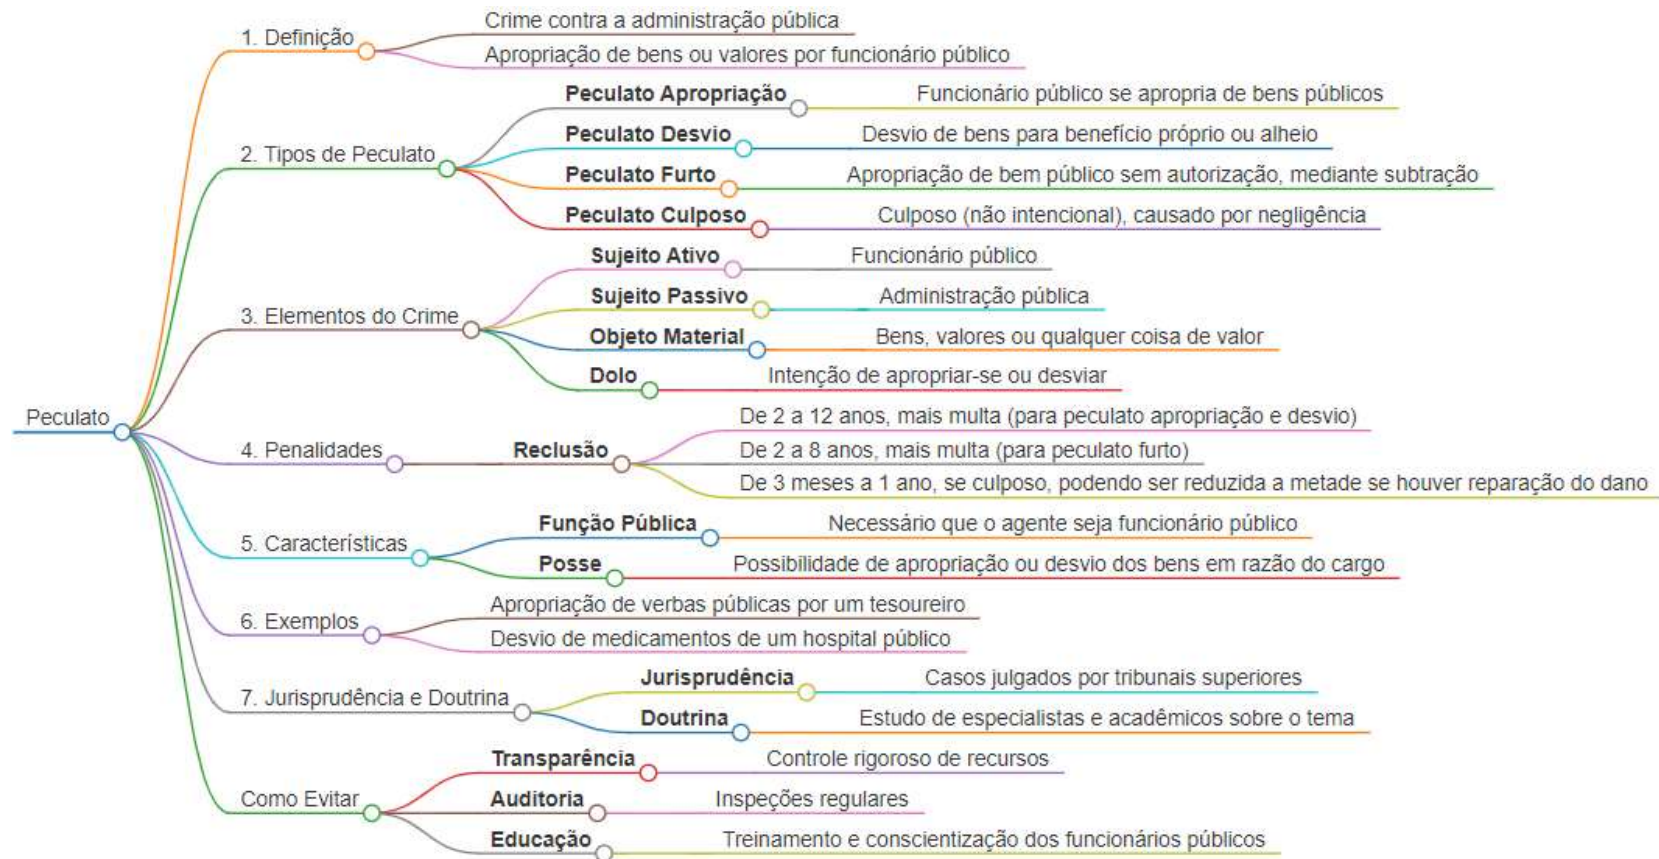 Peculato
1. Definição
Crime contra a administração pública
Apropriação de bens ou valores por funcionário público
2. Tipos de Peculato
Peculato Apropriação
Funcionário público se apropria de bens públicos
Peculato Desvio
Desvio de bens para benefício próprio ou alheio
Peculato Furto
Apropriação de bem público sem autorização, mediante subtração
Peculato Culposo
Culposo (não intencional), causado por negligência
3. Elementos do Crime
Sujeito Ativo
Funcionário público
Sujeito Passivo
Administração pública
Objeto Material
Bens, valores ou qualquer coisa de valor
Dolo
Intenção de apropriar-se ou desviar
4. Penalidades
Reclusão
De 2 a 12 anos, mais multa (para peculato apropriação e desvio)
De 2 a 8 anos, mais multa (para peculato furto)
De 3 meses a 1 ano, se culposo, podendo ser reduzida a metade se houver reparação do dano
5. Características
Função Pública
Necessário que o agente seja funcionário público
Posse
Possibilidade de apropriação ou desvio dos bens em razão do cargo
6. Exemplos
Apropriação de verbas públicas por um tesoureiro
Desvio de medicamentos de um hospital público
7. Jurisprudência e Doutrina
Jurisprudência
Casos julgados por tribunais superiores
Doutrina
Estudo de especialistas e acadêmicos sobre o tema
Como Evitar
Transparência
Controle rigoroso de recursos
Auditoria
Inspeções regulares
Educação
Treinamento e conscientização dos funcionários públicos